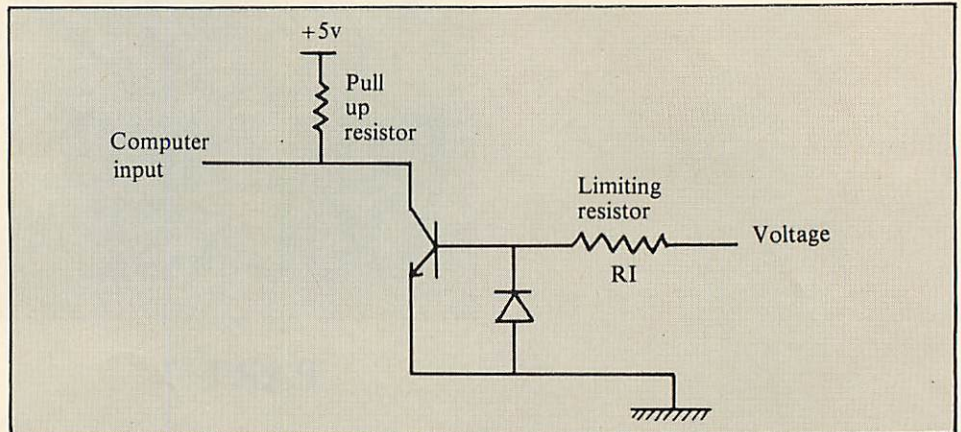 +5v
Pull
up
resistor
Computer
input
Limiting
resistor
Voltage
RI